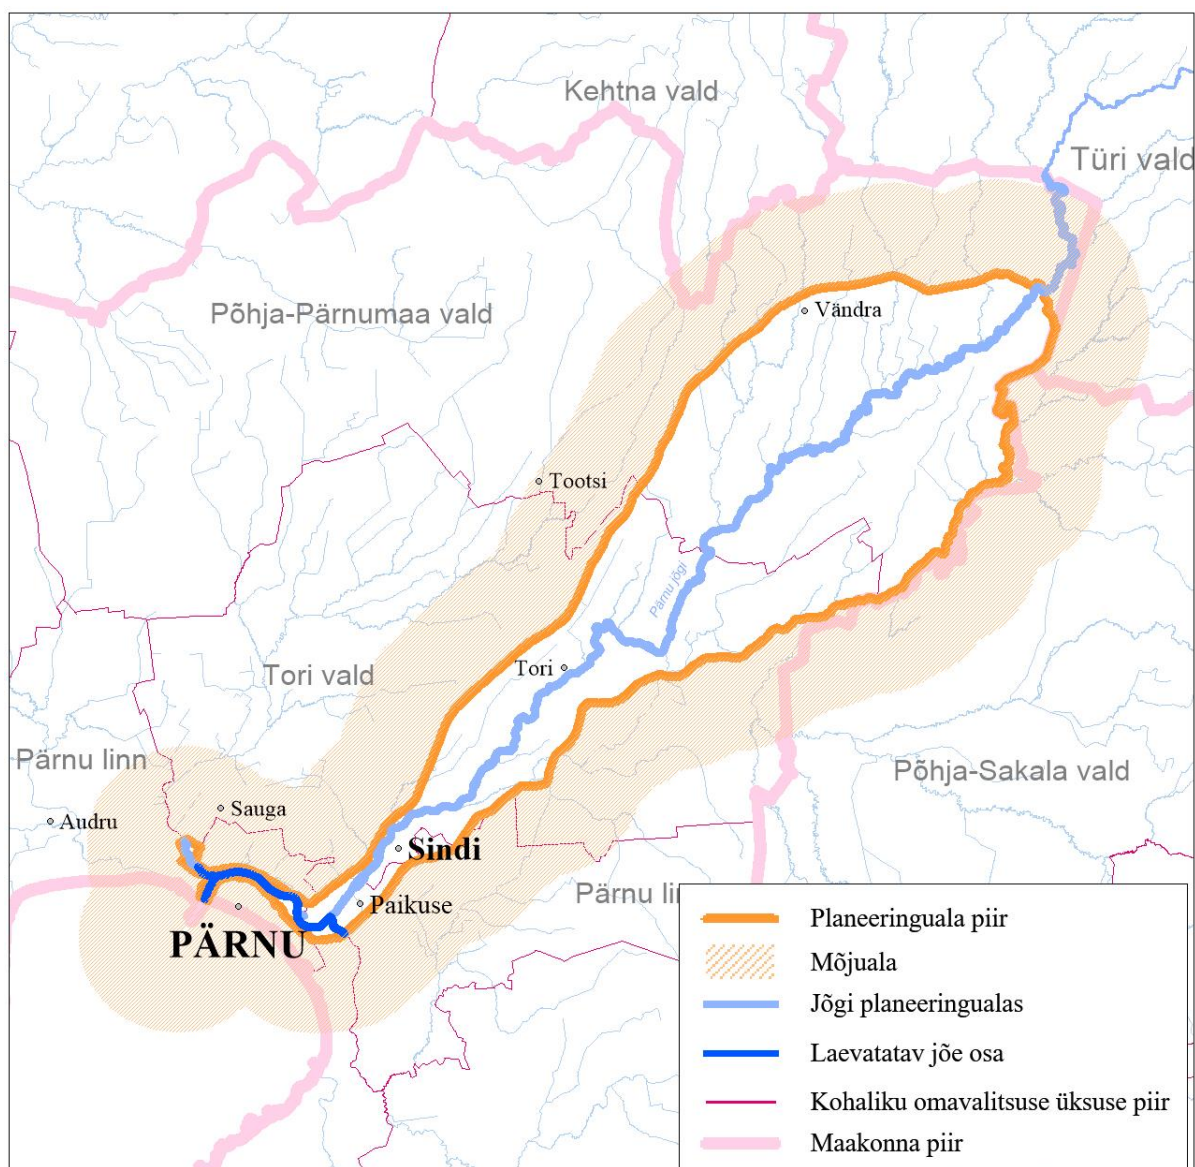 Kehtna vald
Türi vald
Põhja-Pärnumaa vald
Vändra
Tootsi
Pärnu jõgi
Tori
Tori vald
Pärnu linn
Põhja-Sakala vald
Sauga
Audru
Sindi
Pärnu li
Paikuse
PÄRNU
Planeeringuala piir
Mõjuala
Jõgi planeeringualas
Laevatatav jõe osa
Kohaliku omavalitsuse üksuse piir
Maakonna piir